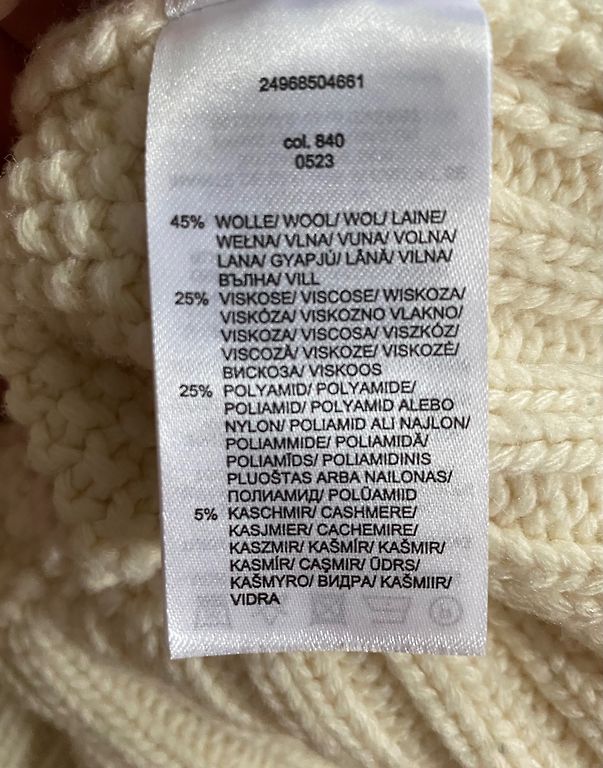 24968504661
col. 840
0523
45% WOLLE/ WOOL/ WOL/ LAINE/
WEŁNA/ VLNA/ VUNA/ VOLNA/
LANA/ GYAPJÚ/ LÂNĂ/ VILNA/
ВЪЛНА/ VILL
25% VISKOSE/ VISCOSE/ WISKOZA/
VISKÓZA/ VISKOZNO VLAKNO/
VISKOZA/ VISCOSA/ VISZKÓZ/
VISCOZĂ/ VISKOZE/ VISKOZĖ/
ВИСКОЗА/ VISKOOS
25% POLYAMID/ POLYAMIDE/
POLIAMID/ POLYAMID ALEBO
NYLON/ POLIAMID ALI NAJLON/
POLIAMMIDE/ POLIAMIDĂ/
POLIAMĪDS/ POLIAMIDINIS
PLUOŠTAS ARBA NAILONAS/
ПОЛИАМИД/ POLÜAMIID
5% KASCHMIR/ CASHMERE/
KASJMIER/ CACHEMIRE/
KASZMIR/ KAŠMÍR/ KAŠMIR/
KASMÍR/ CAŞMIR/ ŪDRS/
KAŠMYRO/ ВИДРА/ KAŠMIIR/
VIDRA